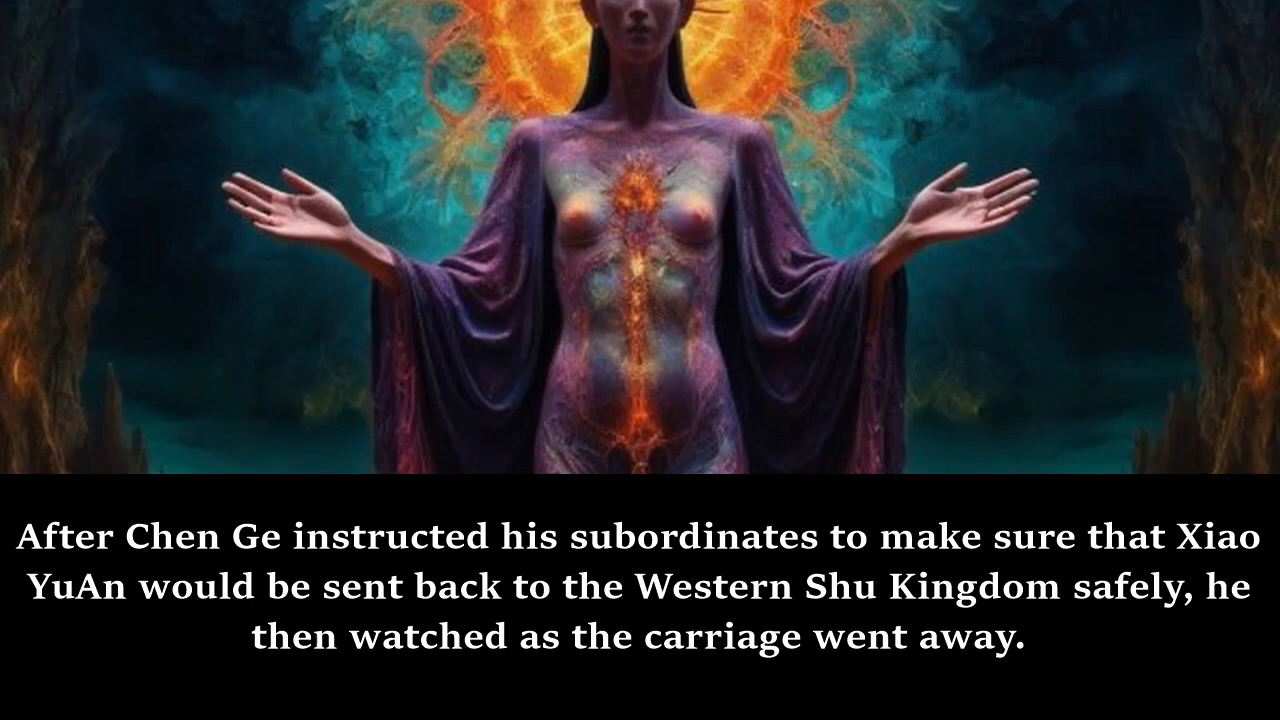 After Chen Ge instructed his subordinates to make sure that Xiao
YuAn would be sent back to the Western Shu Kingdom safely, he
then watched as the carriage went away.